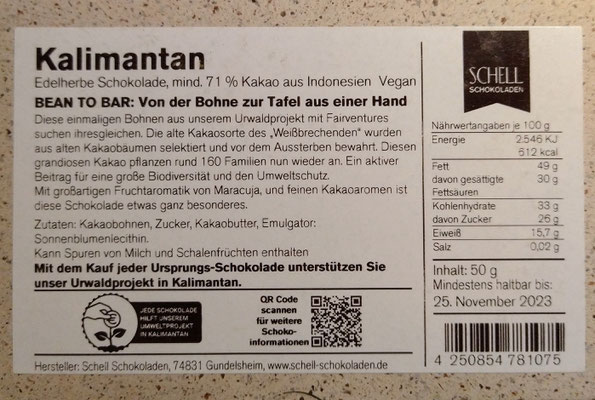 Kalimantan
Edelherbe Schokolade, mind. 71 % Kakao aus Indonesien Vegan
BEAN TO BAR: Von der Bohne zur Tafel aus einer Hand
Diese einmaligen Bohnen aus unserem Urwaldprojekt mit Fairventures
suchen ihresgleichen. Die alte Kakaosorte des „Weißbrechenden" wurden
aus alten Kakaobäumen selektiert und vor dem Aussterben bewahrt. Diesen
grandiosen Kakao pflanzen rund 160 Familien nun wieder an. Ein aktiver
Beitrag für eine große Biodiversität und den Umweltschutz.
Mit großartigen Fruchtaromatik von Maracuja, und feinen Kakaoaromen ist
diese Schokolade etwas ganz besonderes.
Zutaten: Kakaobohnen, Zucker, Kakaobutter, Emulgator:
Sonnenblumenlecithin.
Kann Spuren von Milch und Schalenfrüchten enthalten
Mit dem Kauf jeder Ursprungs-Schokolade unterstützen Sie
unser Urwaldprojekt in Kalimantan.
JEDE SCHOKOLADE
HILFT UNSEREM
UMWELTPROJEKT
IN KALIMANTAN
QR Code
scannen
für weitere
Schoko-
informationen
Hersteller: Schell Schokoladen, 74831 Gundelsheim, www.schell-schokoladen.de
SCHELL
SCHOKOLADEN
Nährwertangaben je 100 g
Energie 2.546 KJ
612 kcal
Fett 49 g
davon gesättigte 30 g
Fettsäuren
Kohlenhydrate 33 g
davon Zucker 26 g
Eiweiß 15,7 g
Salz 0,02 g
Inhalt: 50 g
Mindestens haltbar bis:
25. November 2023
4 250854 781075